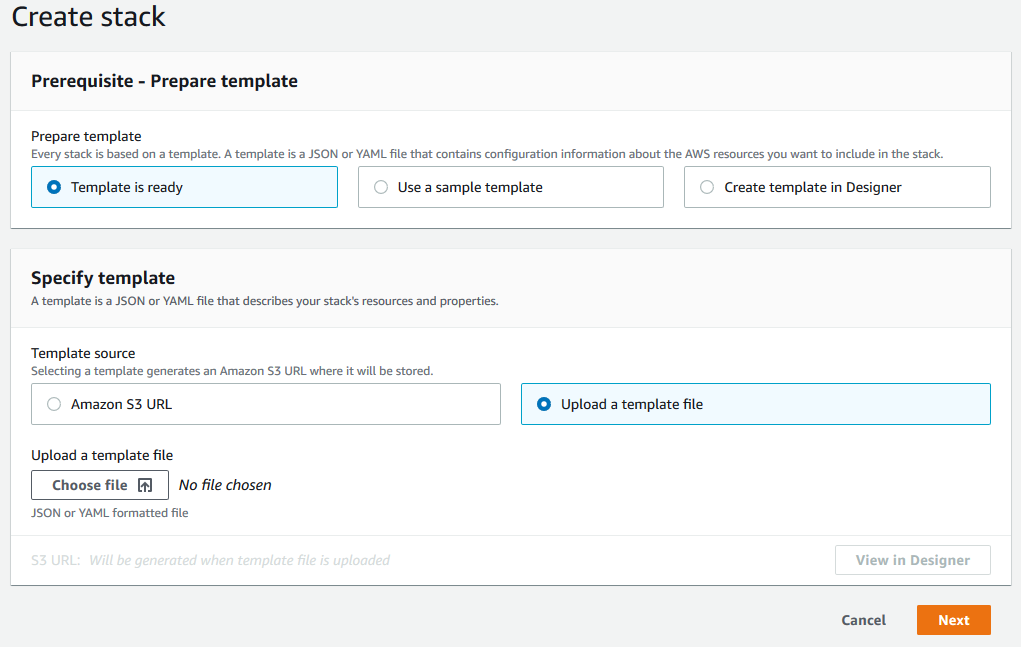 Create stack
Prerequisite - Prepare template
Prepare template
Every stack is based on a template. A template is a JSON or YAML file that contains configuration information about the AWS resources you want to include in the stack.
Template is ready
Use a sample template
Create template in Designer
Specify template
A template is a JSON or YAML file that describes your stack's resources and properties.
Template source
Selecting a template generates an Amazon S3 URL where it will be stored.
Amazon S3 URL
Upload a template file
Upload a template file
Choose file
No file chosen
JSON or YAML formatted file
S3 URL: Will be generated when template file is uploaded
View in Designer
Cancel
Next